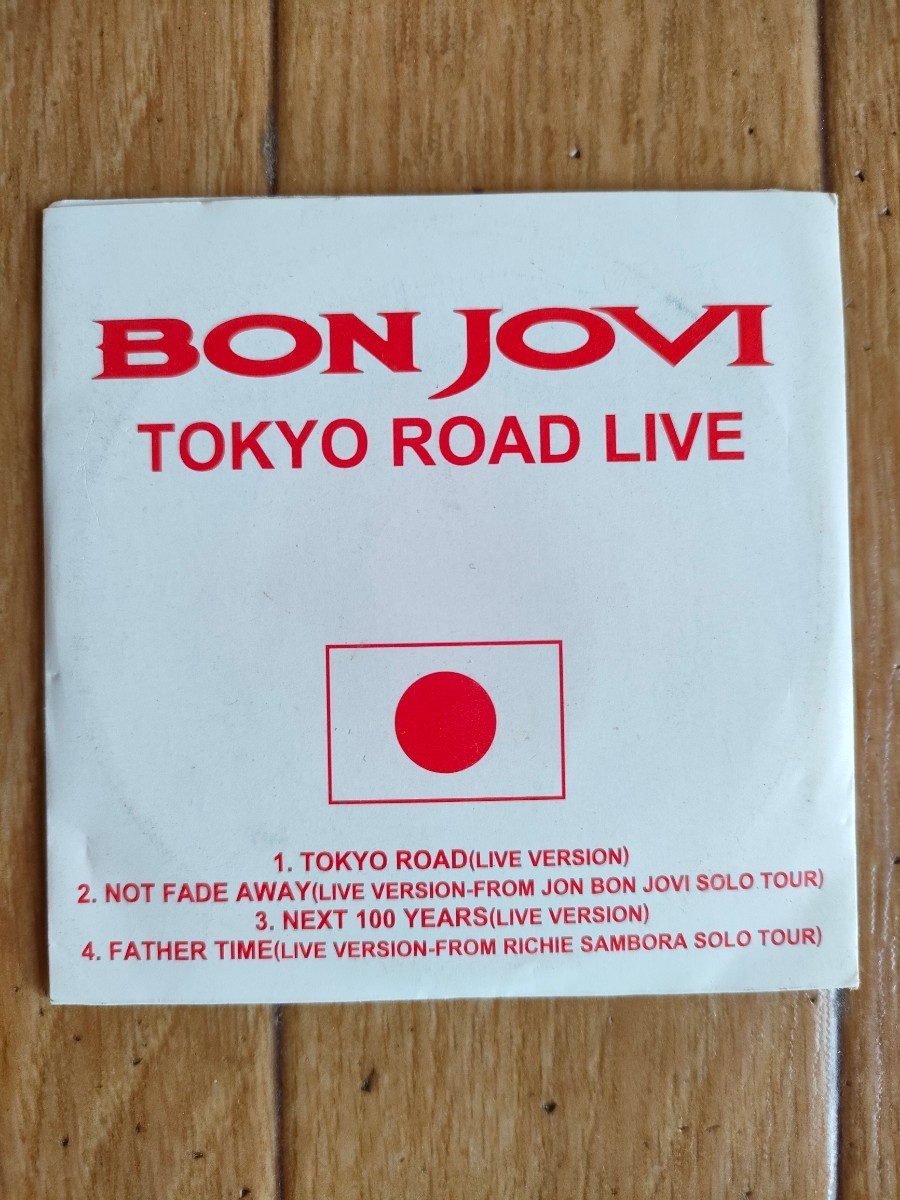 BON JOVI
TOKYO ROAD LIVE
1. TOKYO ROAD(LIVE VERSION)
2. NOT FADE AWAY(LIVE VERSION-FROM JON BON JOVI SOLO TOUR)
3. NEXT 100 YEARS(LIVE VERSION)
4. FATHER TIME(LIVE VERSION-FROM RICHIE SAMBORA SOLO TOUR)